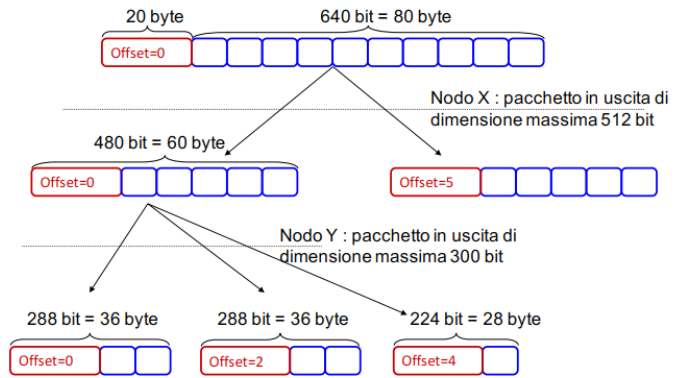 20 byte
640 bit = 80 byte
Offset=0
Nodo X : pacchetto in uscita di
dimensione massima 512 bit
480 bit = 60 byte
Offset=0
Offset=5
Nodo Y : pacchetto in uscita di
dimensione massima 300 bit
288 bit = 36 byte
288 bit = 36 byte
224 bit = 28 byte
Offset=0
Offset=2
Offset=4